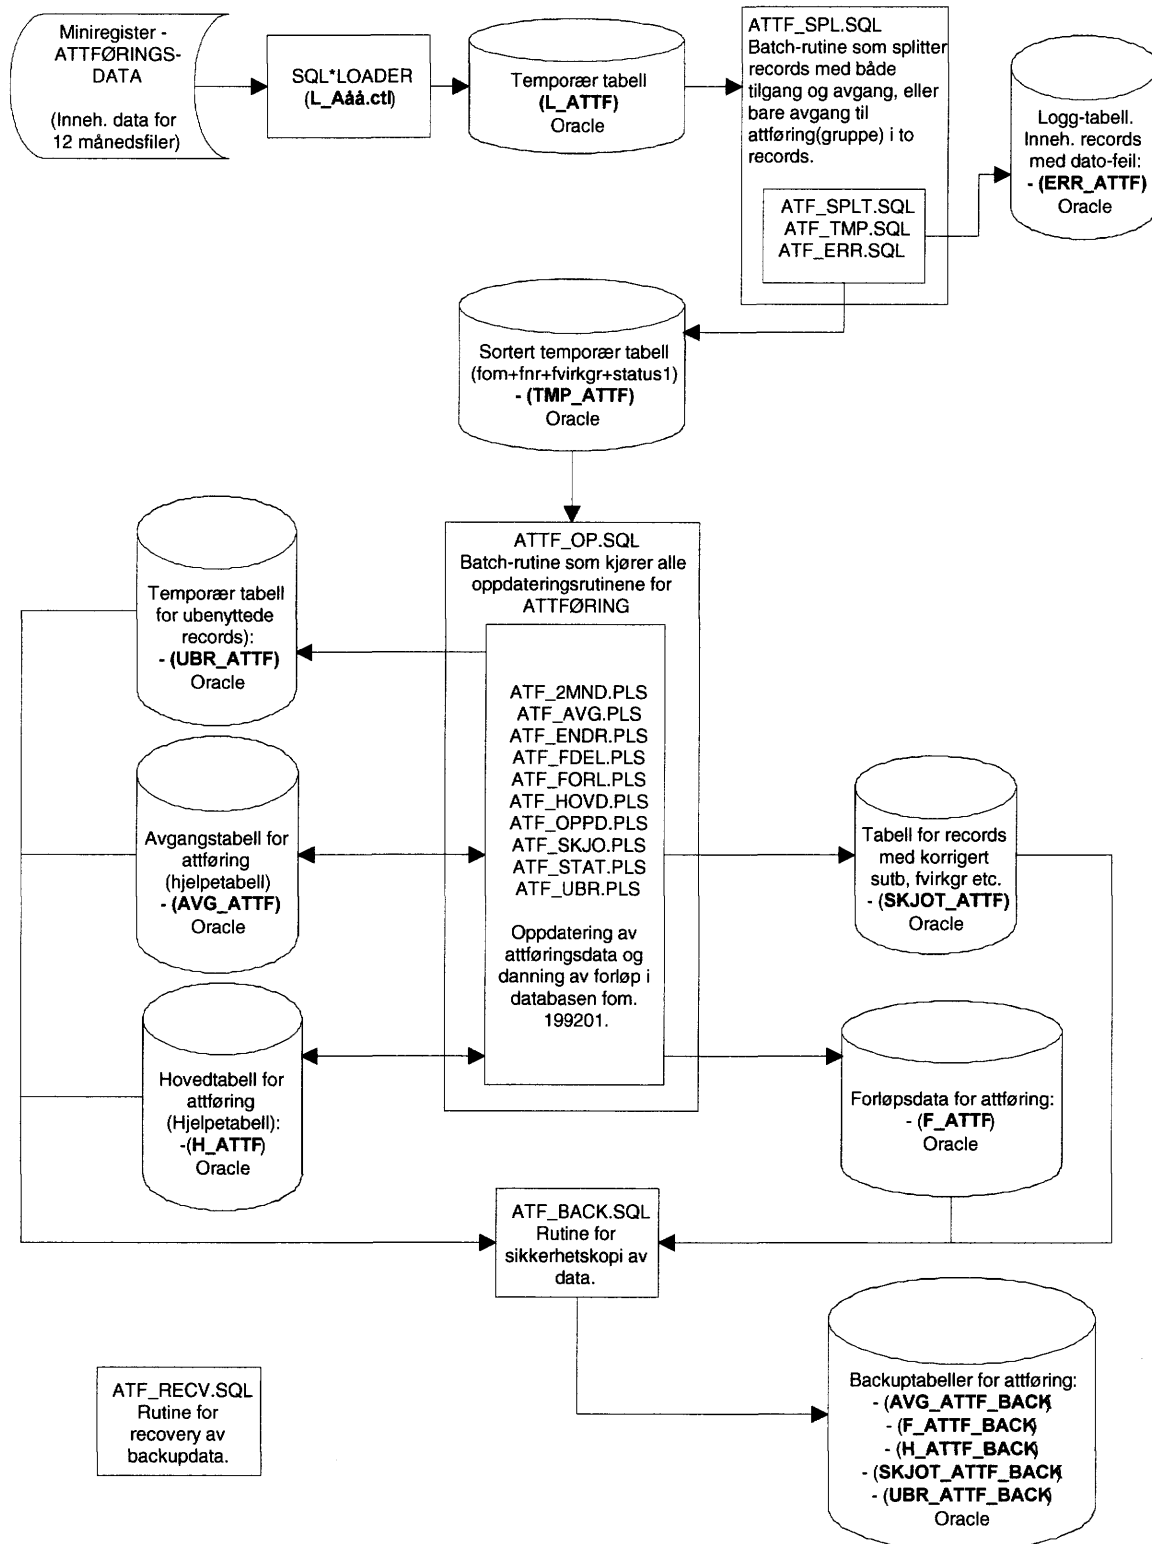 Miniregister -
ATTFØRINGS-
DATA
(Inneh. data for
12 månedsfiler)
SQL*LOADER
(L_Aåå.ctl)
Temporær tabell
(L_ATTF)
Oracle
ATTF_SPL.SQL
Batch-rutine som splitter
records med både
tilgang og avgang, eller
bare avgang til
attføring(gruppe) i to
records.
ATF_SPLT.SQL
ATF_TMP.SQL
ATF_ERR.SQL
Logg-tabell.
Inneh. records
med dato-feil:
- (ERR_ATTF)
Oracle
Sortert temporær tabell
(fom+fnr+fvirkgr+status1)
- (TMP_ATTF)
Oracle
ATTF_OP.SQL
Batch-rutine som kjører alle
oppdateringsrutinene for
ATTFØRING
ATF_2MND.PLS
ATF_AVG.PLS
ATF_ENDR.PLS
ATF_FDEL.PLS
ATF_FORL.PLS
ATF_HOVD.PLS
ATF_OPPD.PLS
ATF_SKJO.PLS
ATF_STAT.PLS
ATF_UBR.PLS
Oppdatering av
attføringsdata og
danning av forløp i
databasen fom.
199201.
Temporær tabell
for ubenyttede
records):
- (UBR_ATTF)
Oracle
Avgangstabell for
attføring
(hjelpetabell)
- (AVG_ATTF)
Oracle
Hovedtabell for
attføring
(Hjelpetabell):
-(H_ATTF)
Oracle
Tabell for records
med korrigert
sutb, fvirkgr etc.
- (SKJOT_ATTF)
Oracle
Forløpsdata for attføring:
- (F_ATTF)
Oracle
ATF_BACK.SQL
Rutine for
sikkerhetskopi av
data.
ATF_RECV.SQL
Rutine for
recovery av
backupdata.
Backuptabeller for attføring:
- (AVG_ATTF_BACK)
- (F_ATTF_BACK)
- (H_ATTF_BACK)
- (SKJOT_ATTF_BACK)
- (UBR_ATTF_BACK)
Oracle